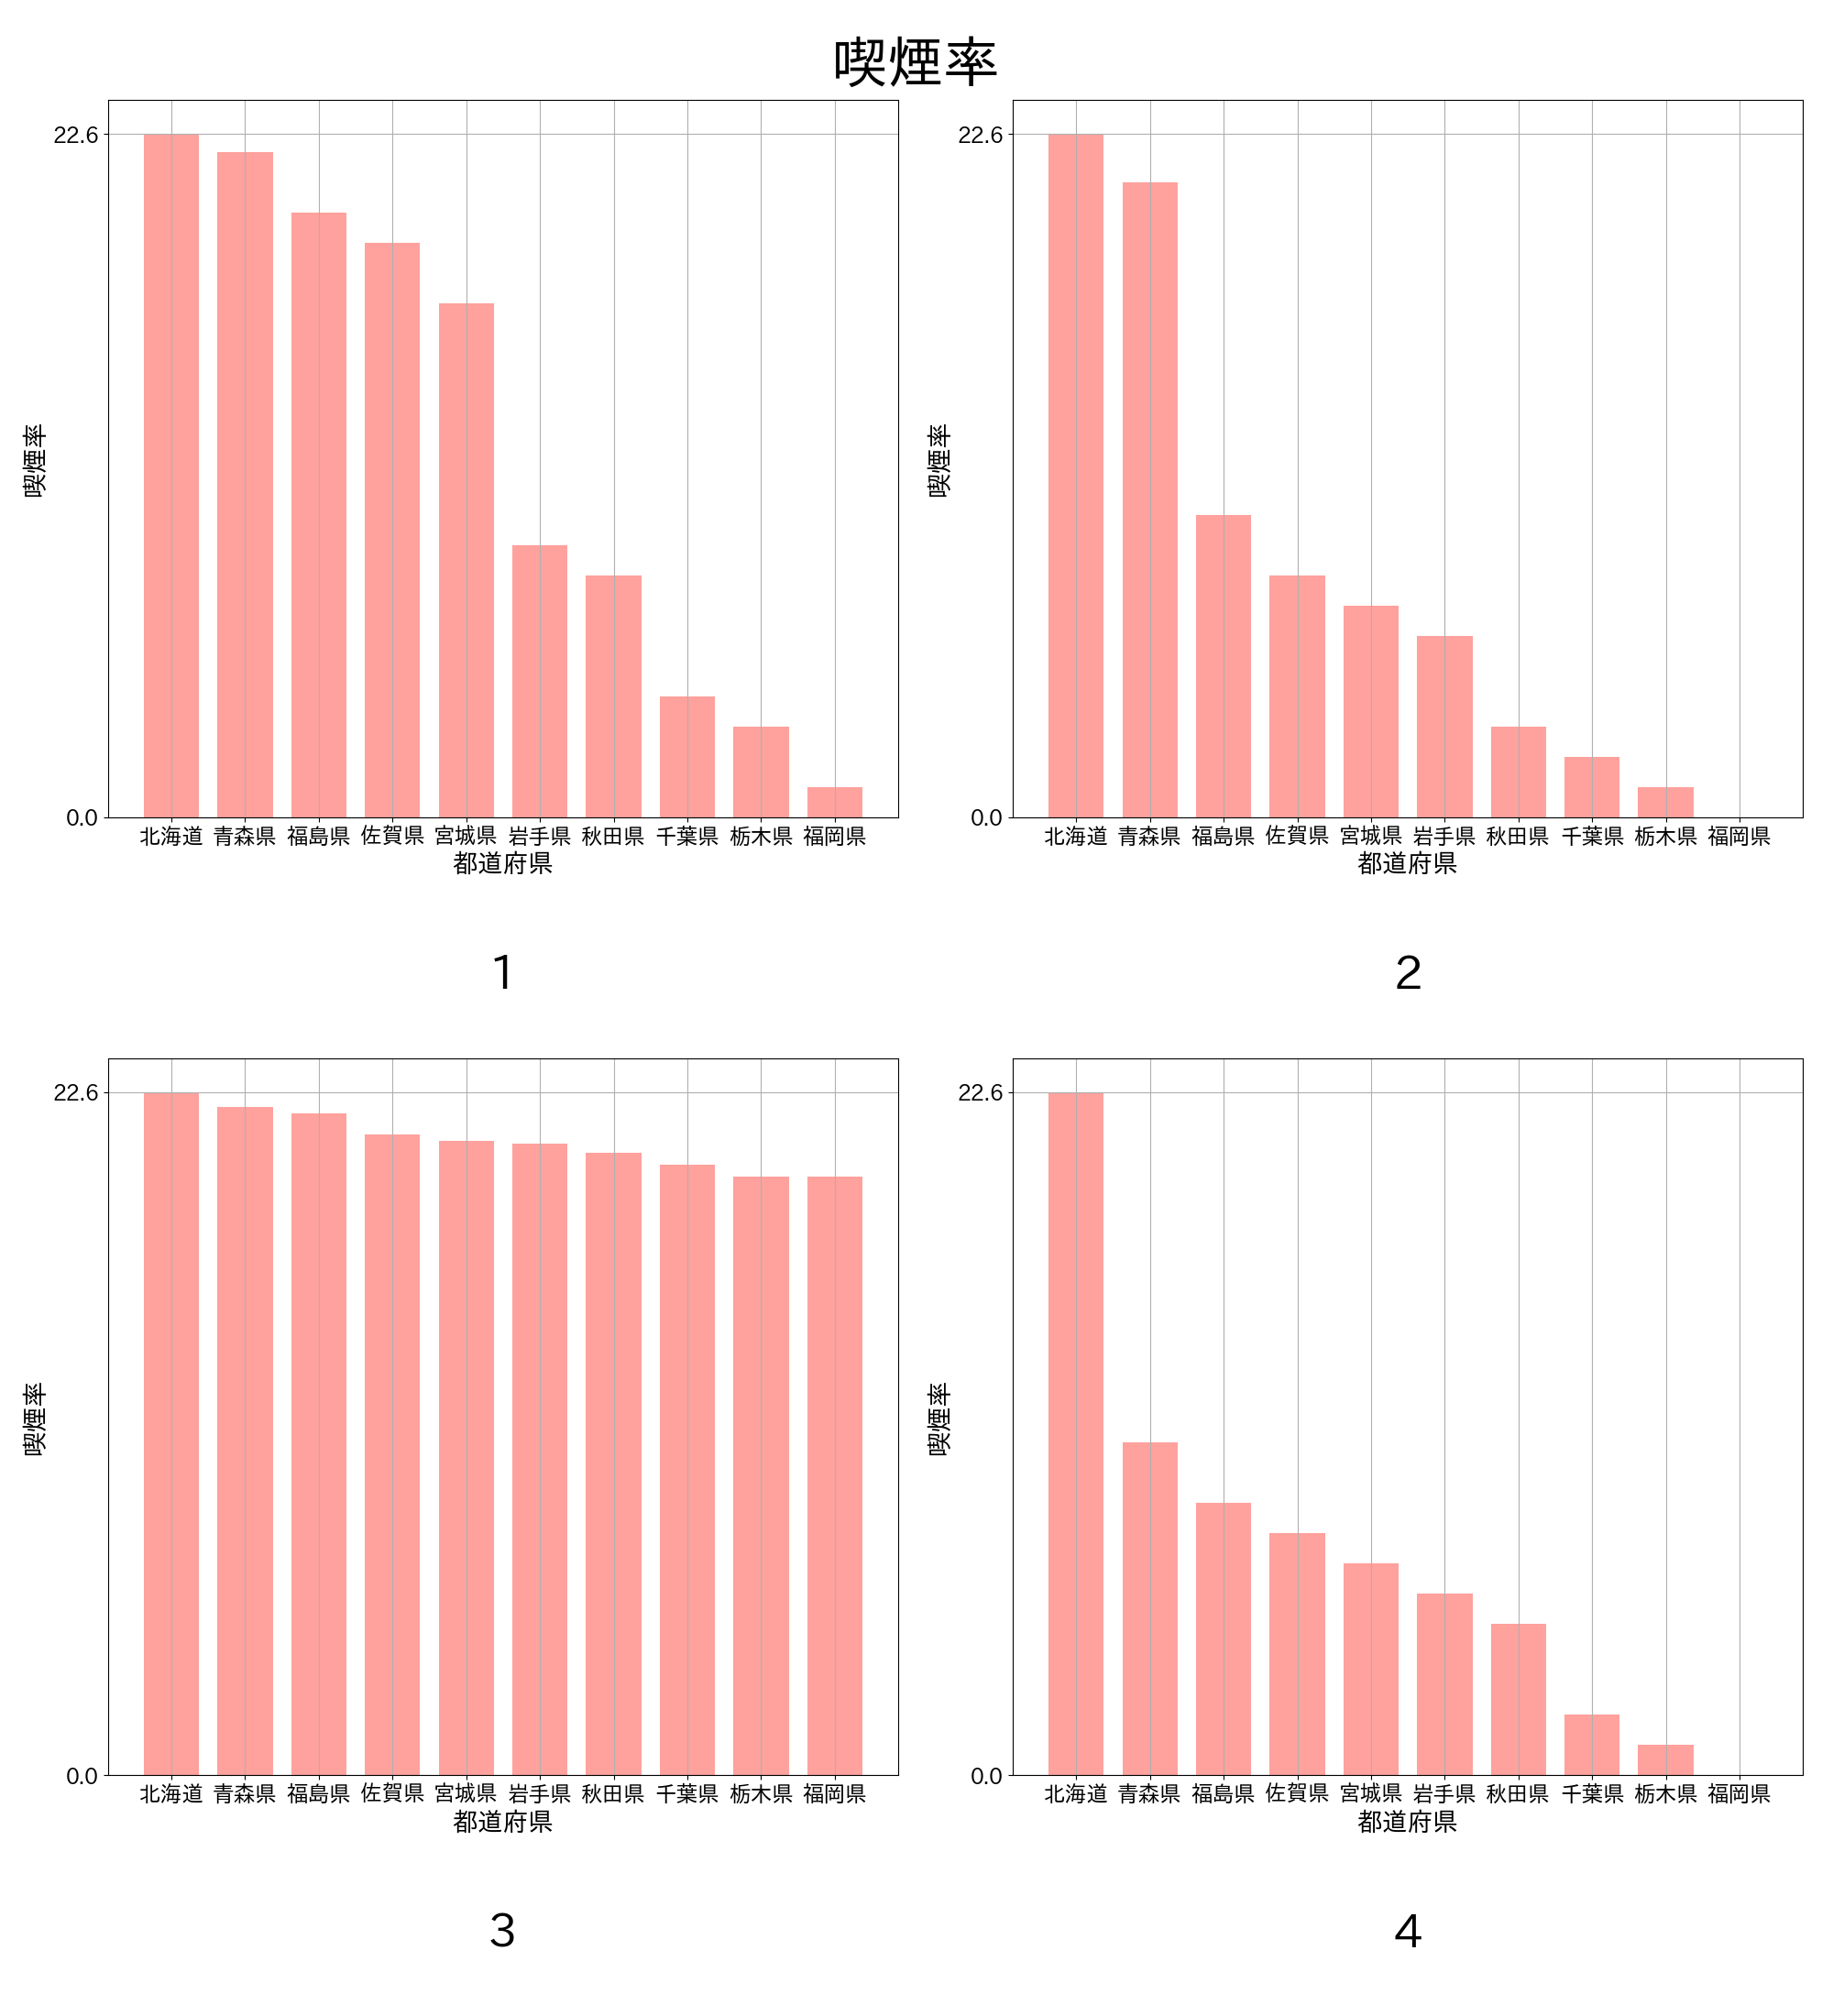 喫煙率
22.6
喫煙率
0.0
北海道 青森県 福島県 佐賀県 宮城県 岩手県 秋田県 千葉県 栃木県 福岡県
都道府県
1
22.6
喫煙率
0.0
北海道 青森県 福島県 佐賀県 宮城県 岩手県 秋田県 千葉県 栃木県 福岡県
都道府県
2
22.6
喫煙率
0.0
北海道 青森県 福島県 佐賀県 宮城県 岩手県 秋田県 千葉県 栃木県 福岡県
都道府県
3
22.6
喫煙率
0.0
北海道 青森県 福島県 佐賀県 宮城県 岩手県 秋田県 千葉県 栃木県 福岡県
都道府県
4